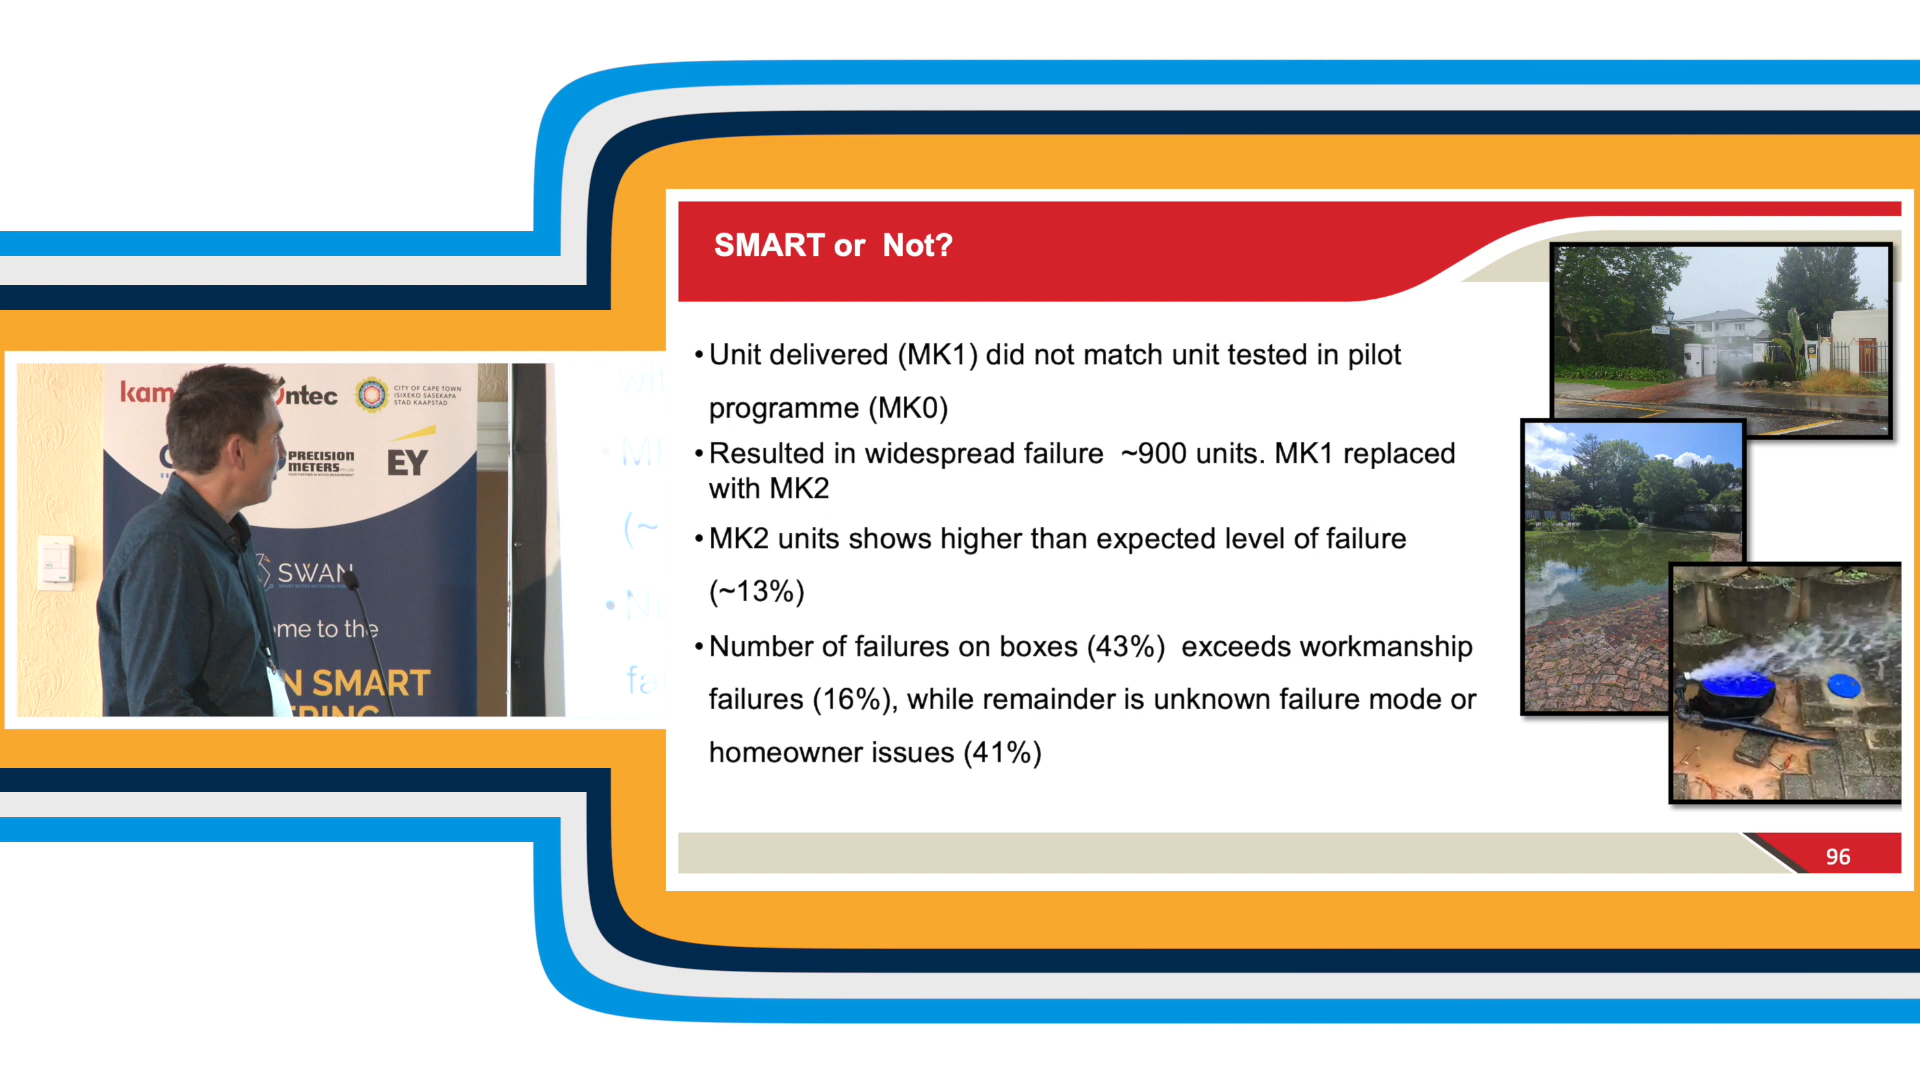 SMART or  Not?
• Unit delivered (MK1) did not match unit tested in pilot
programme (MK0)
• Resulted in widespread failure  ~900 units. MK1 replaced
with MK2
• MK2 units shows higher than expected level of failure
(~13%)
• Number of failures on boxes (43%)  exceeds workmanship
failures (16%), while remainder is unknown failure mode or
homeowner issues (41%)
96
kam
ntec
CITY OF CAPE TOWN
ISIXEKO SASEKAPA
STAD KAAPSTAD
PRECISION
METERS
EY
SWAN
me to the
N SMART